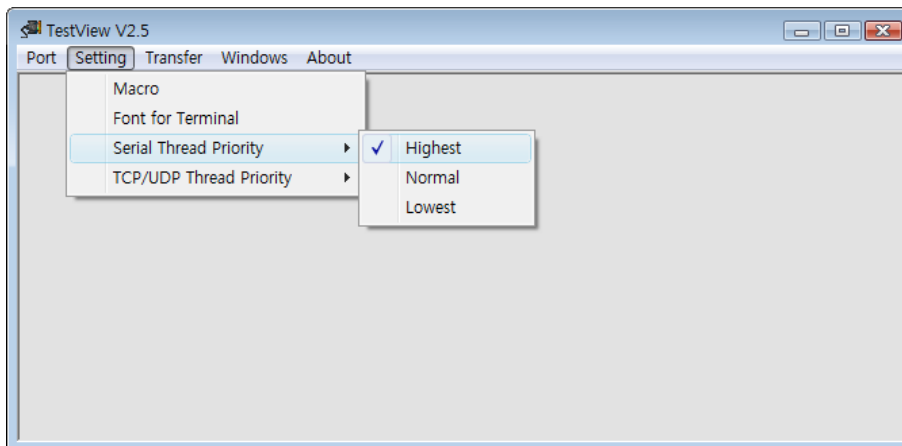 TestView V2.5
Port Setting Transfer Windows About
Macro
Font for Terminal
Serial Thread Priority
TCP/UDP Thread Priority
Highest
Normal
Lowest